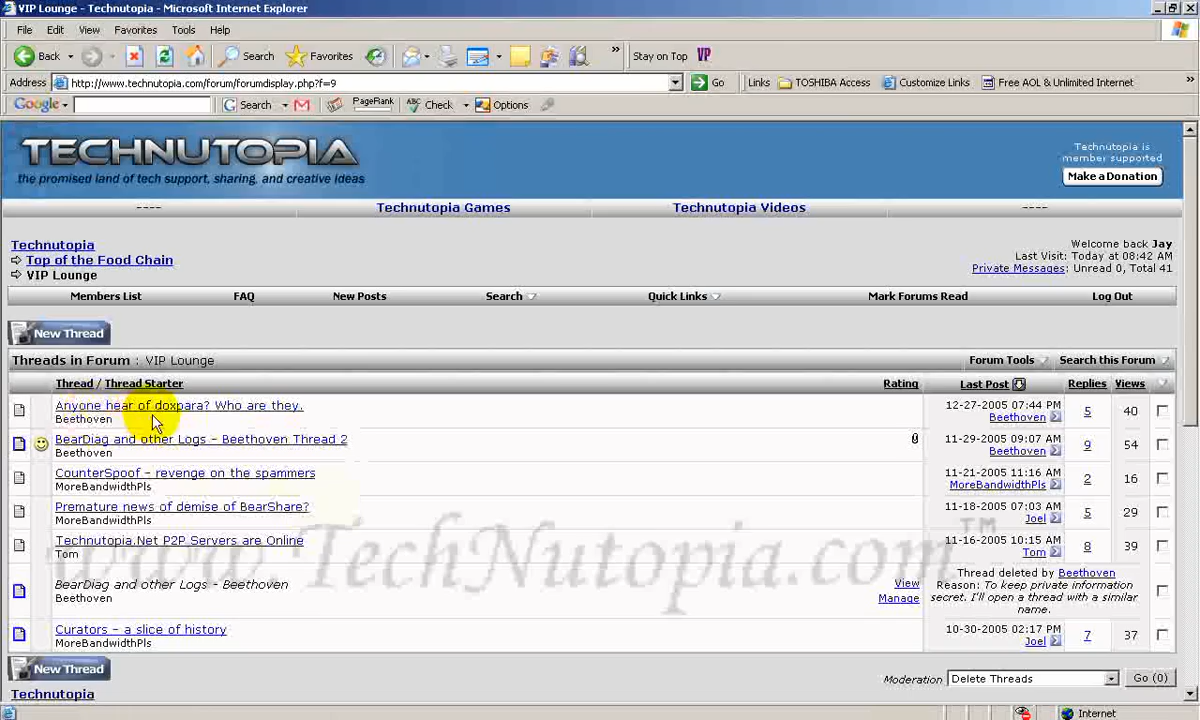 VIP Lounge - Technutopia - Microsoft Internet Explorer
File Edit View Favorites Tools Help
Back Search Favorites » Stay on Top VP
Address http://www.technutopia.com/forum/forumdisplay.php?f=9 Go Links TOSHIBA Access Customize Links Free AOL & Unlimited Internet »
Google Search PageRank ABC Check Options
TECHNUTOPIA
the promised land of tech support, sharing, and creative ideas
Technutopia is
member supported
Make a Donation
---- Technutopia Games Technutopia Videos ----
Technutopia
Top of the Food Chain
VIP Lounge
Welcome back Jay
Last Visit: Today at 08:42 AM
Private Messages: Unread 0, Total 41
Members List FAQ New Posts Search Quick Links Mark Forums Read Log Out
New Thread
Threads in Forum : VIP Lounge Forum Tools Search this Forum
Thread / Thread Starter Rating Last Post Replies Views
Anyone hear of doxpara? Who are they. 12-27-2005 07:44 PM 5 40
Beethoven Beethoven
BearDiag and other Logs - Beethoven Thread 2 11-29-2005 09:07 AM 9 54
Beethoven Beethoven
CounterSpoof - revenge on the spammers 11-21-2005 11:16 AM 2 16
MoreBandwidthPls MoreBandwidthPls
Premature news of demise of BearShare? 11-18-2005 07:03 AM 5 29
MoreBandwidthPls Joel
Technutopia.Net P2P Servers are Online 11-16-2005 10:15 AM 8 39
Tom Tom
www.TechNutopia.com™
BearDiag and other Logs - Beethoven
Beethoven
View
Manage
Thread deleted by Beethoven
Reason: To keep private information
secret. I'll open a thread with a similar
name.
Curators - a slice of history 10-30-2005 02:17 PM 7 37
MoreBandwidthPls Joel
New Thread
Technutopia
Moderation Delete Threads Go (0)
Internet